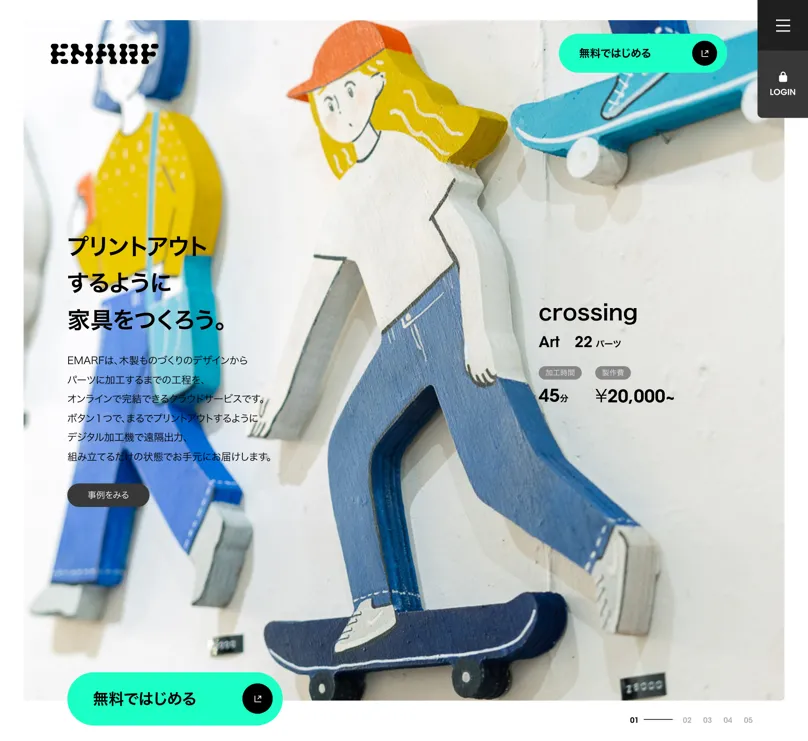 EMARF
無料ではじめる
LOGIN
プリントアウト
するように
家具をつくろう。
EMARFは、木製ものづくりのデザインから
パーツに加工するまでの工程を、
オンラインで完結できるクラウドサービスです。
ボタン1つで、まるでプリントアウトするように
デジタル加工機で遠隔出力、
組み立てるだけの状態でお手元にお届けします。
事例をみる
crossing
Art 22 パーツ
加工時間 製作費
45分 ¥20,000~
無料ではじめる
01 02 03 04 05